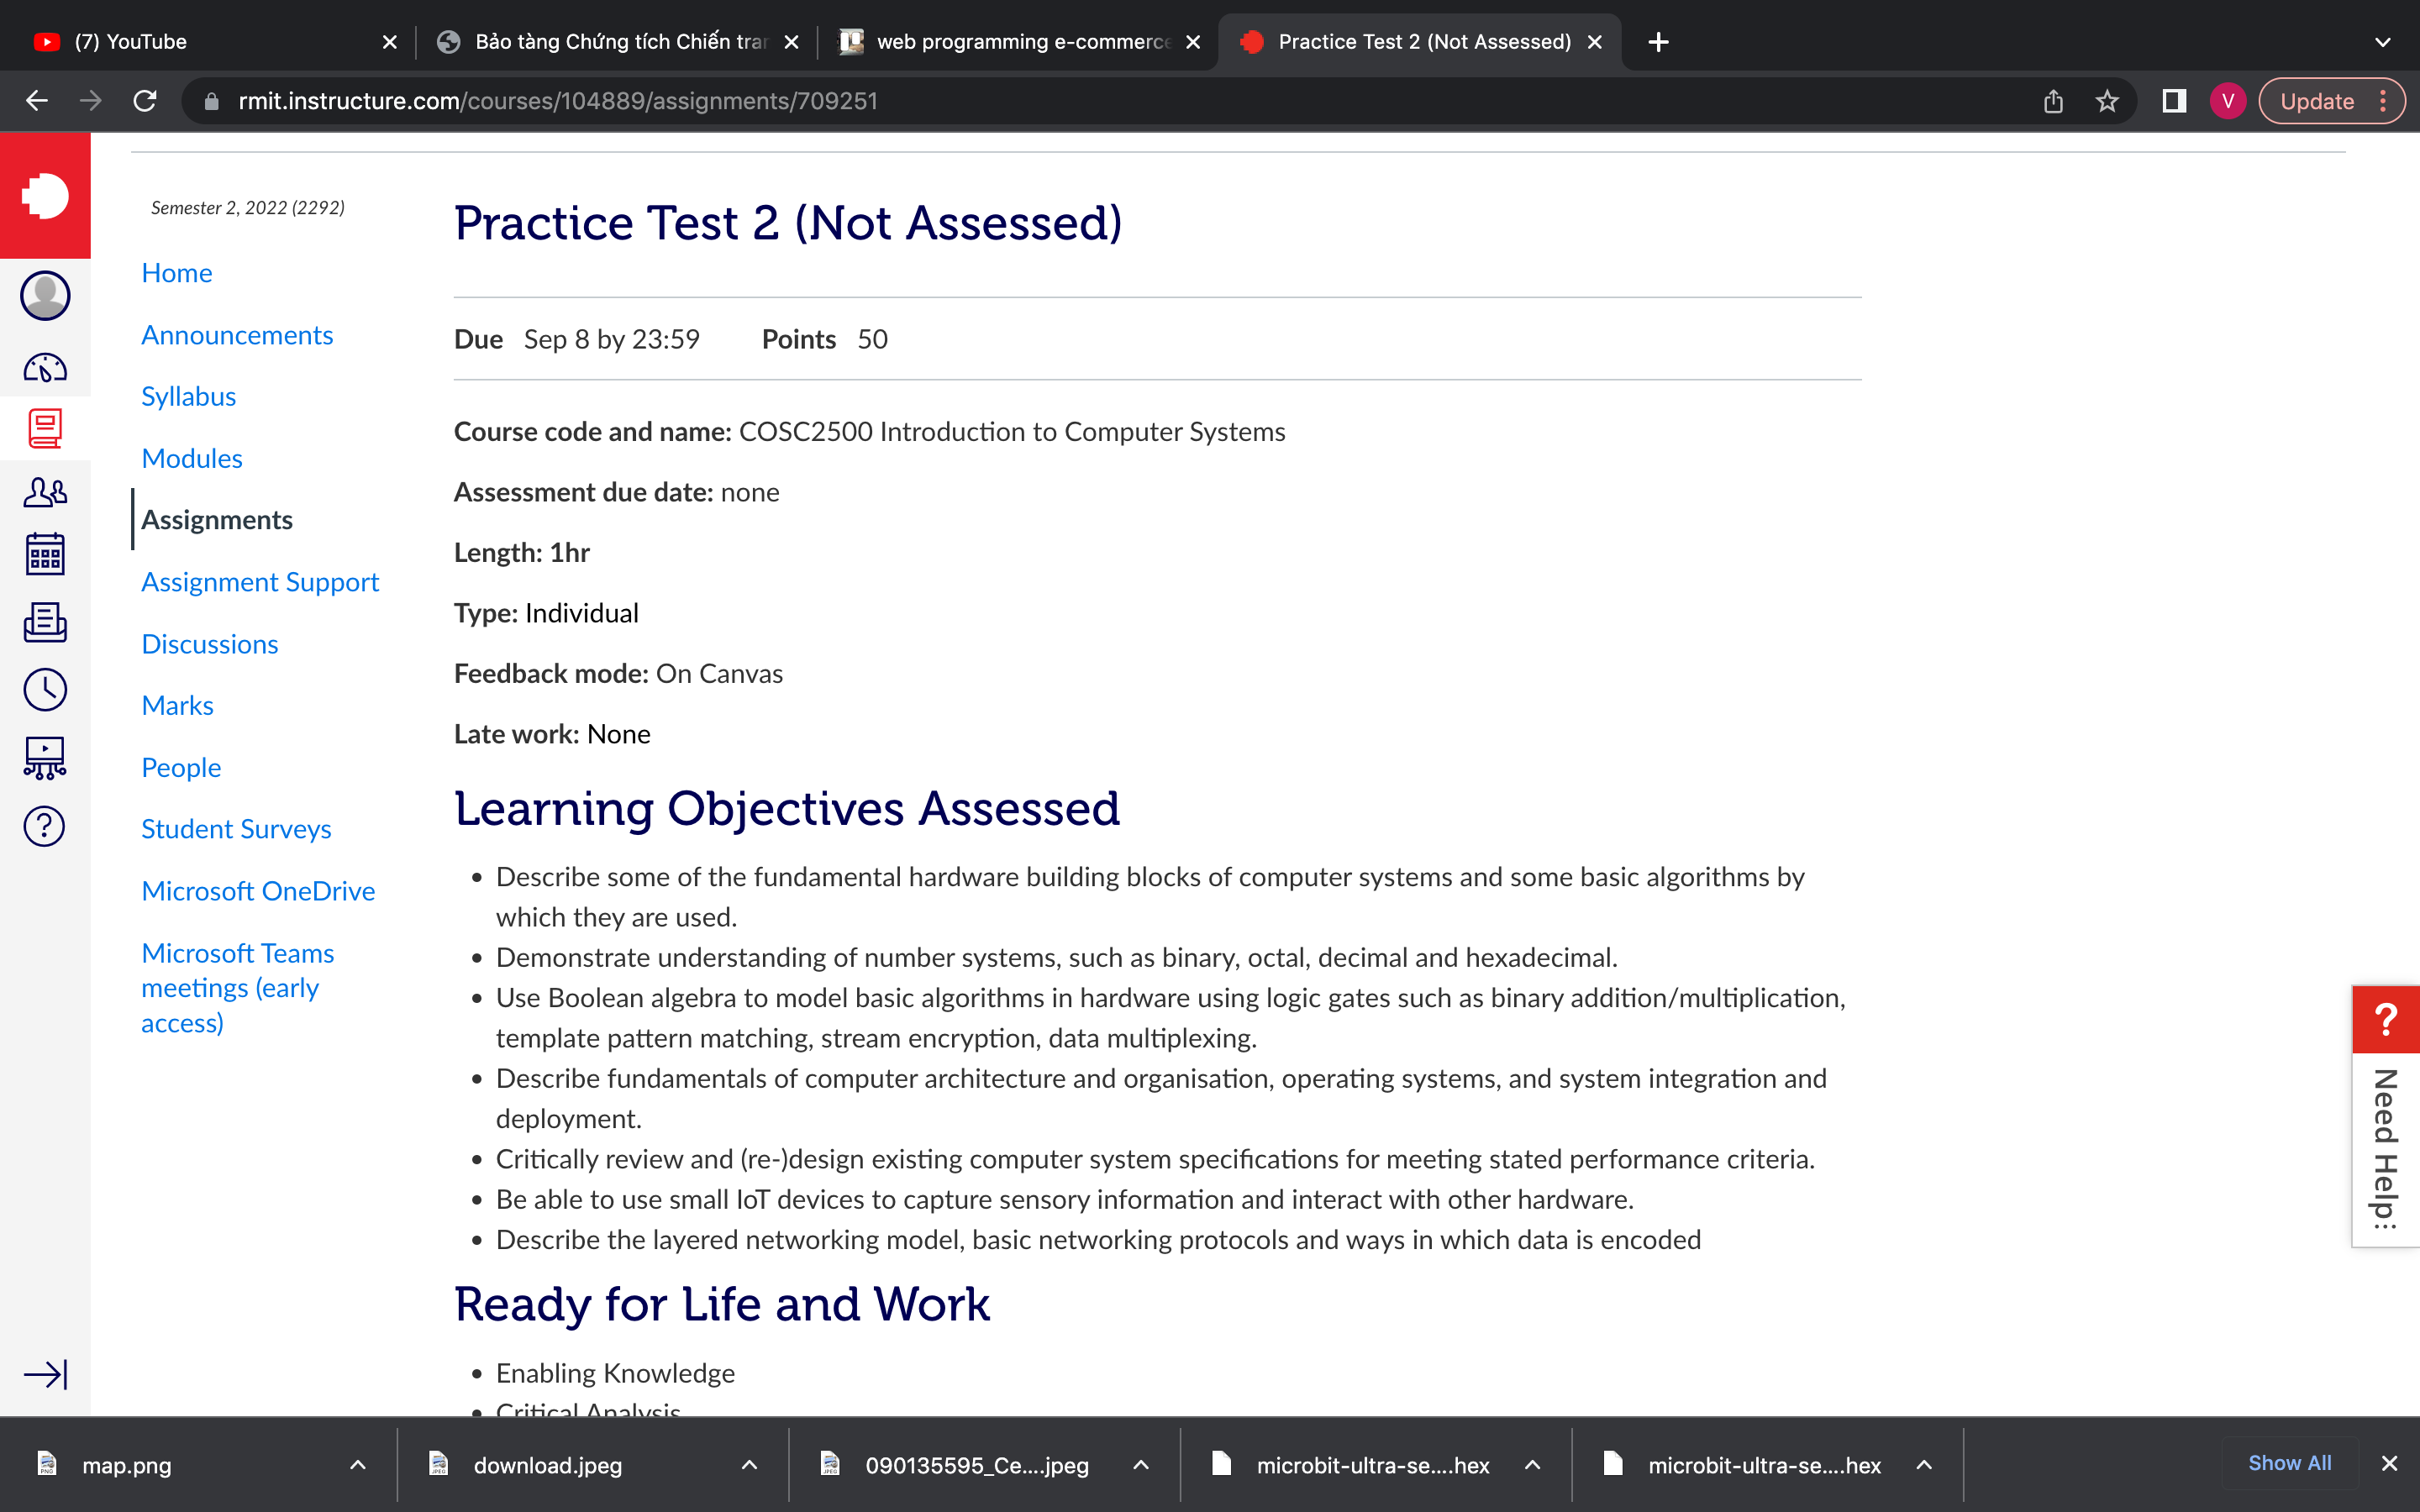 (7) YouTube
Bảo tàng Chứng tích Chiến tran
web programming e-commerce
Practice Test 2 (Not Assessed)
rmit.instructure.com/courses/104889/assignments/709251
V
Update
Semester 2, 2022 (2292)
Home
Announcements
Syllabus
Modules
Assignments
Assignment Support
Discussions
Marks
People
Student Surveys
Microsoft OneDrive
Microsoft Teams
meetings (early
access)
Practice Test 2 (Not Assessed)
Due Sep 8 by 23:59 Points 50
Course code and name: COSC2500 Introduction to Computer Systems
Assessment due date: none
Length: 1hr
Type: Individual
Feedback mode: On Canvas
Late work: None
Learning Objectives Assessed
• Describe some of the fundamental hardware building blocks of computer systems and some basic algorithms by
which they are used.
• Demonstrate understanding of number systems, such as binary, octal, decimal and hexadecimal.
• Use Boolean algebra to model basic algorithms in hardware using logic gates such as binary addition/multiplication,
template pattern matching, stream encryption, data multiplexing.
• Describe fundamentals of computer architecture and organisation, operating systems, and system integration and
deployment.
• Critically review and (re-)design existing computer system specifications for meeting stated performance criteria.
• Be able to use small IoT devices to capture sensory information and interact with other hardware.
• Describe the layered networking model, basic networking protocols and ways in which data is encoded
Ready for Life and Work
• Enabling Knowledge
• Critical Analysis
?
Need Help::
map.png
download.jpeg
090135595_Ce....jpeg
microbit-ultra-se....hex
microbit-ultra-se....hex
Show All